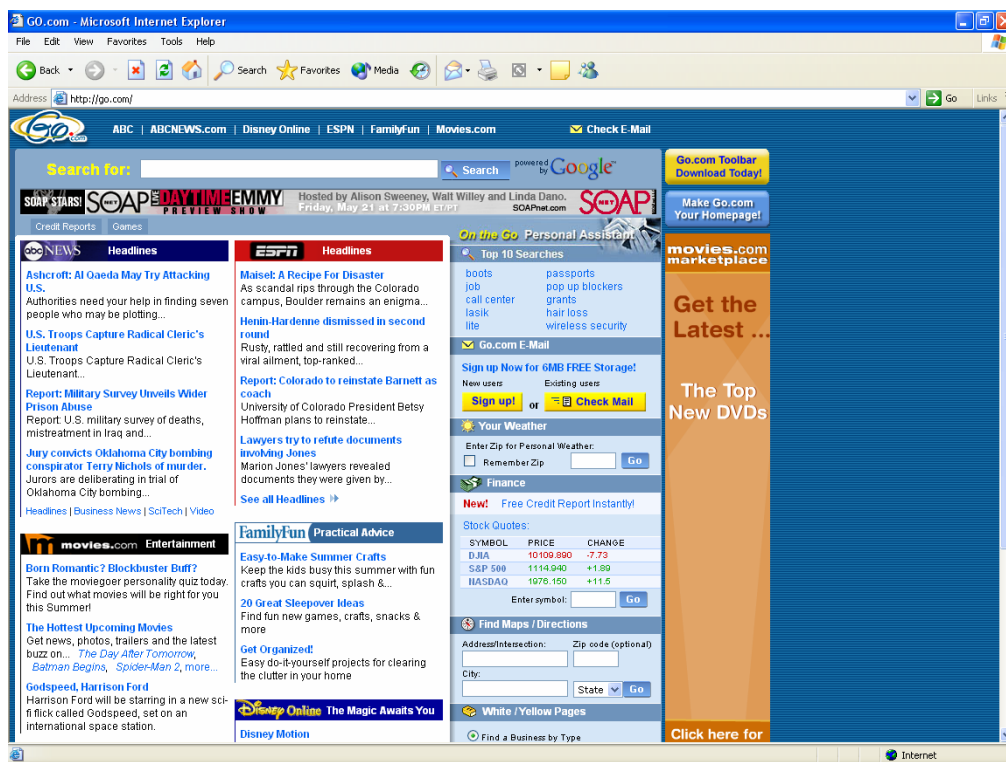 GO.com - Microsoft Internet Explorer
File Edit View Favorites Tools Help
Back Search Favorites Media
Address http://go.com/ Go Links
Go.com ABC | ABCNEWS.com | Disney Online | ESPN | FamilyFun | Movies.com Check E-Mail
Search for: Search powered by Google
Go.com Toolbar
Download Today!
SOAP STARS! SOAPnet DAYTIME EMMY
PREVIEW SHOW
Hosted by Alison Sweeney, Walt Willey and Linda Dano.
Friday, May 21 at 7:30PM ET/PT SOAPnet.com
SOAPnet
Make Go.com
Your Homepage!
Credit Reports Games
abc NEWS Headlines
Ashcroft: Al Qaeda May Try Attacking
U.S.
Authorities need your help in finding seven
people who may be plotting...
U.S. Troops Capture Radical Cleric's
Lieutenant
U.S. Troops Capture Radical Cleric's
Lieutenant...
Report: Military Survey Unveils Wider
Prison Abuse
Report: U.S. military survey of deaths,
mistreatment in Iraq and...
Jury convicts Oklahoma City bombing
conspirator Terry Nichols of murder.
Jurors are deliberating in trial of
Oklahoma City bombing...
Headlines | Business News | SciTech | Video
movies.com Entertainment
Born Romantic? Blockbuster Buff?
Take the moviegoer personality quiz today.
Find out what movies will be right for you
this Summer!
The Hottest Upcoming Movies
Get news, photos, trailers and the latest
buzz on... The Day After Tomorrow,
Batman Begins, Spider-Man 2, more...
Godspeed, Harrison Ford
Harrison Ford will be starring in a new sci-
fi flick called Godspeed, set on an
international space station.
ESPN Headlines
Maisel: A Recipe For Disaster
As scandal rips through the Colorado
campus, Boulder remains an enigma...
Henin-Hardenne dismissed in second
round
Rusty, rattled and still recovering from a
viral ailment, top-ranked...
Report: Colorado to reinstate Barnett as
coach
University of Colorado President Betsy
Hoffman plans to reinstate...
Lawyers try to refute documents
involving Jones
Marion Jones' lawyers revealed
documents they were given by...
See all Headlines
FamilyFun Practical Advice
Easy-to-Make Summer Crafts
Keep the kids busy this summer with fun
crafts you can squirt, splash &...
20 Great Sleepover Ideas
Find fun new games, crafts, snacks &
more
Get Organized!
Easy do-it-yourself projects for clearing
the clutter in your home
Disney Online The Magic Awaits You
Disney Motion
On the Go Personal Assistant
Top 10 Searches
boots passports
job pop up blockers
call center grants
lasik hair loss
lite wireless security
Go.com E-Mail
Sign up Now for 6MB FREE Storage!
New users Existing users
Sign up! or Check Mail
Your Weather
Enter Zip for Personal Weather:
Remember Zip Go
Finance
New! Free Credit Report Instantly!
Stock Quotes:
SYMBOL PRICE CHANGE
DJIA 10109.890 -7.73
S&P 500 1114.940 +1.89
NASDAQ 1976.150 +11.5
Enter symbol: Go
Find Maps / Directions
Address/Intersection: Zip code (optional)
City:
State Go
White / Yellow Pages
Find a Business by Type
movies.com
marketplace
Get the
Latest ...
The Top
New DVDs
Click here for
Internet